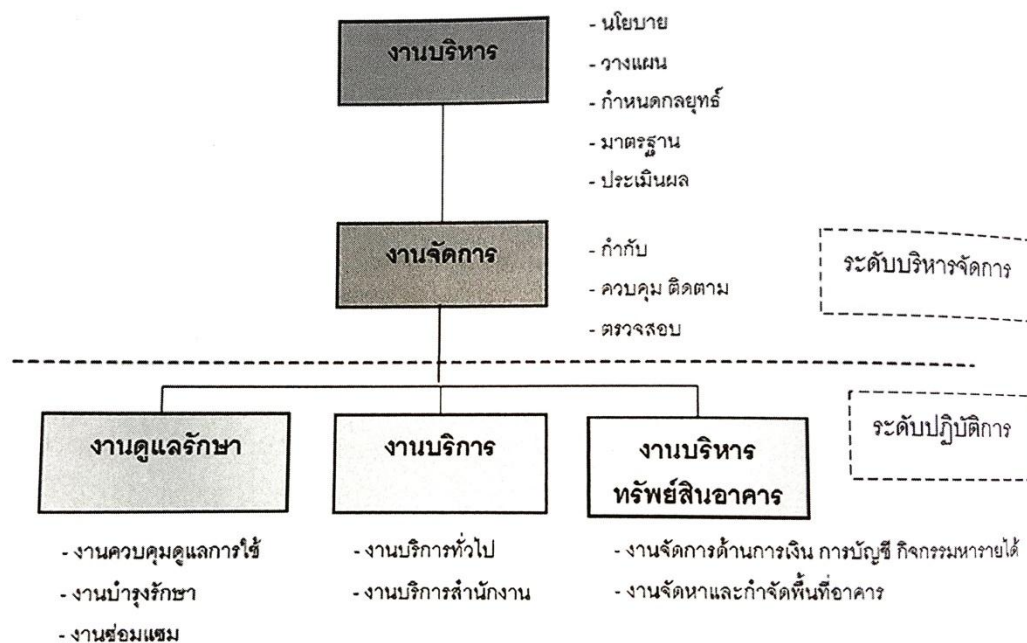 งานบริหาร
- นโยบาย
- วางแผน
- กำหนดกลยุทธ์
- มาตรฐาน
- ประเมินผล
งานจัดการ
- กำกับ
- ควบคุม ติดตาม
- ตรวจสอบ
ระดับบริหารจัดการ
ระดับปฏิบัติการ
งานดูแลรักษา
- งานควบคุมดูแลการใช้
- งานบำรุงรักษา
- งานซ่อมแซม
งานบริการ
- งานบริการทั่วไป
- งานบริการสำนักงาน
งานบริหาร
ทรัพย์สินอาคาร
- งานจัดการด้านการเงิน การบัญชี กิจกรรมหารายได้
- งานจัดหาและกำจัดพื้นที่อาคาร